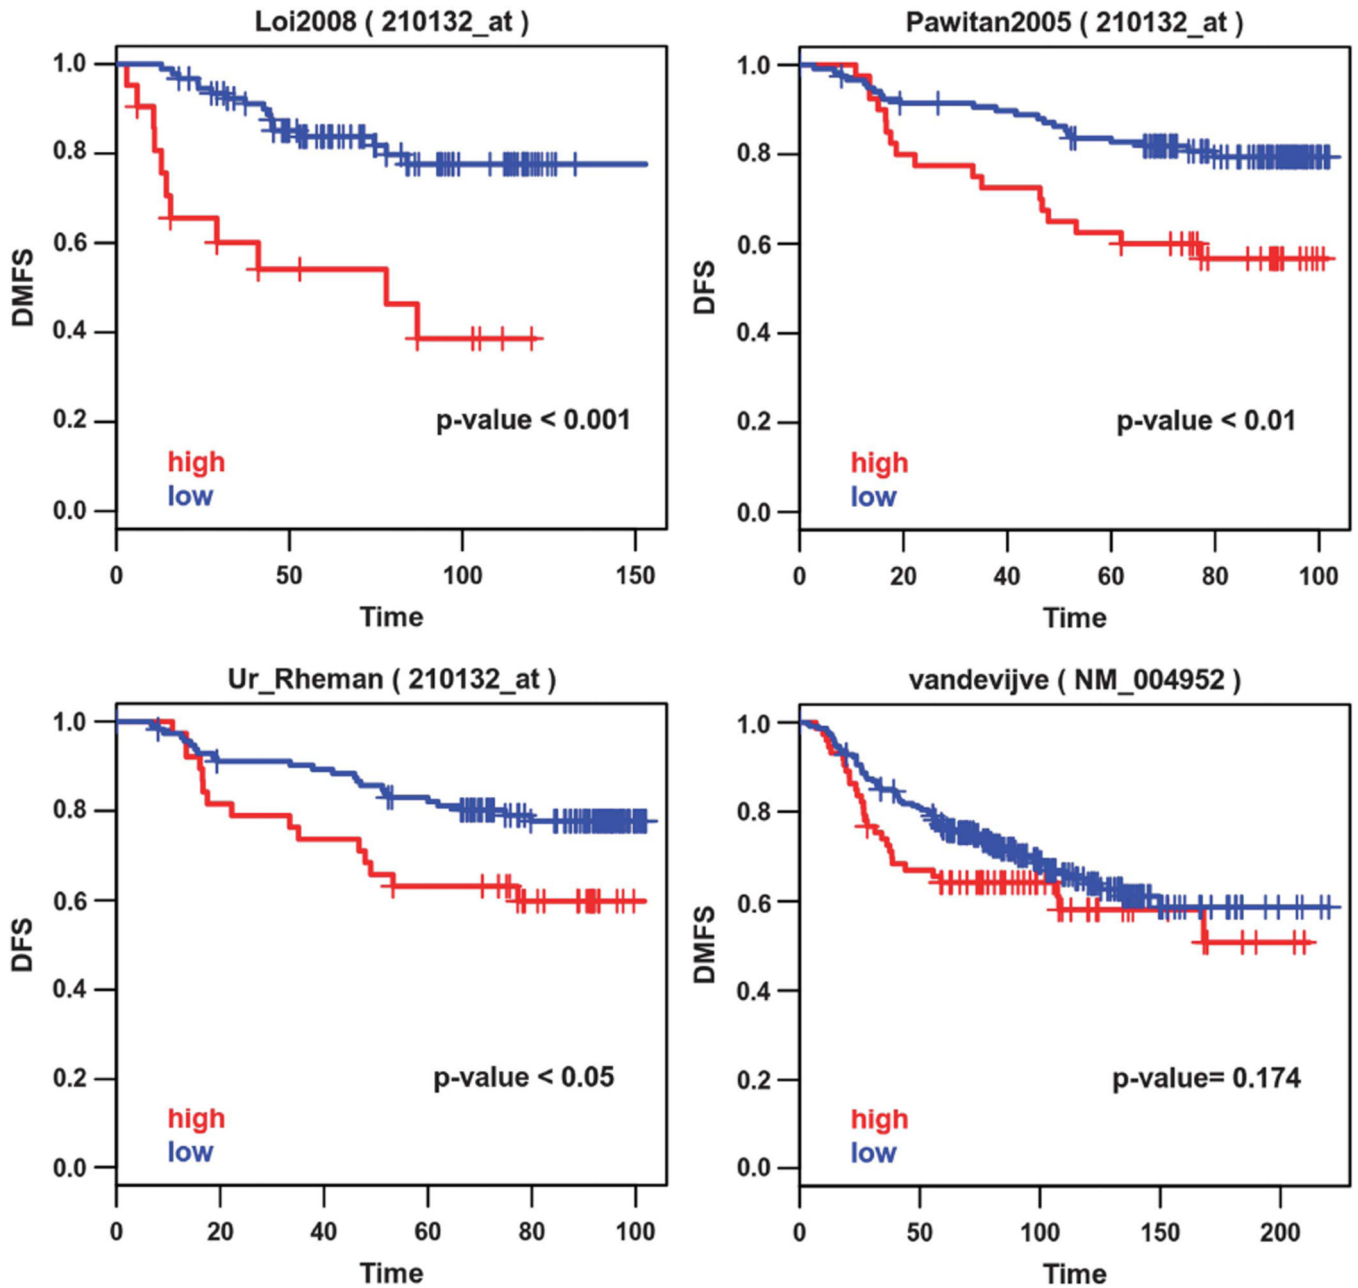 Loi2008 ( 210132_at )
1.0
0.8
0.6
0.4
0.2
0.0
DMFS
p-value < 0.001
high
low
0 50 100 150
Time
Pawitan2005 ( 210132_at )
1.0
0.8
0.6
0.4
0.2
0.0
DFS
p-value < 0.01
high
low
0 20 40 60 80 100
Time
Ur_Rheman ( 210132_at )
1.0
0.8
0.6
0.4
0.2
0.0
DFS
p-value < 0.05
high
low
0 20 40 60 80 100
Time
vandevijve ( NM_004952 )
1.0
0.8
0.6
0.4
0.2
0.0
DMFS
p-value= 0.174
high
low
0 50 100 150 200
Time